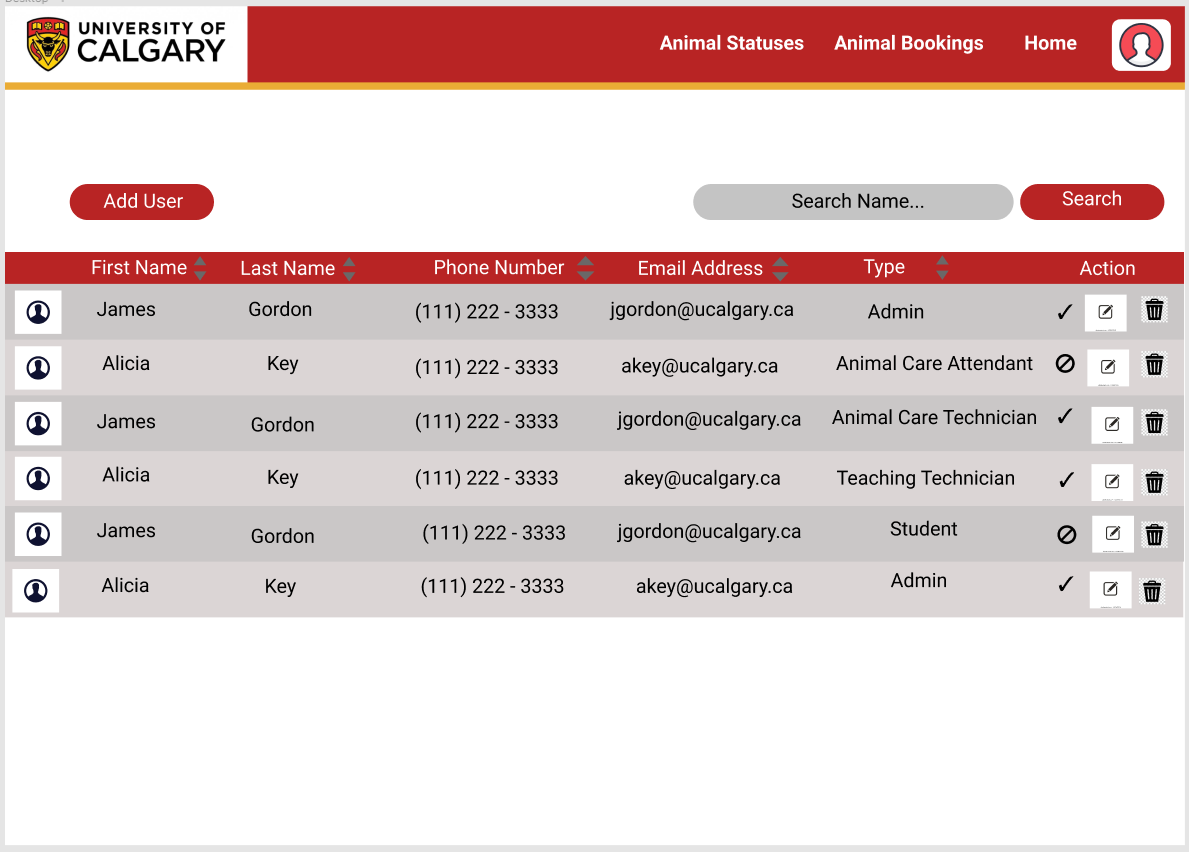 UNIVERSITY OF
CALGARY
Animal Statuses Animal Bookings Home
Add User Search Name... Search
First Name Last Name Phone Number Email Address Type Action
James Gordon (111) 222 - 3333 jgordon@ucalgary.ca Admin
Alicia Key (111) 222 - 3333 akey@ucalgary.ca Animal Care Attendant
James Gordon (111) 222 - 3333 jgordon@ucalgary.ca Animal Care Technician
Alicia Key (111) 222 - 3333 akey@ucalgary.ca Teaching Technician
James Gordon (111) 222 - 3333 jgordon@ucalgary.ca Student
Alicia Key (111) 222 - 3333 akey@ucalgary.ca Admin